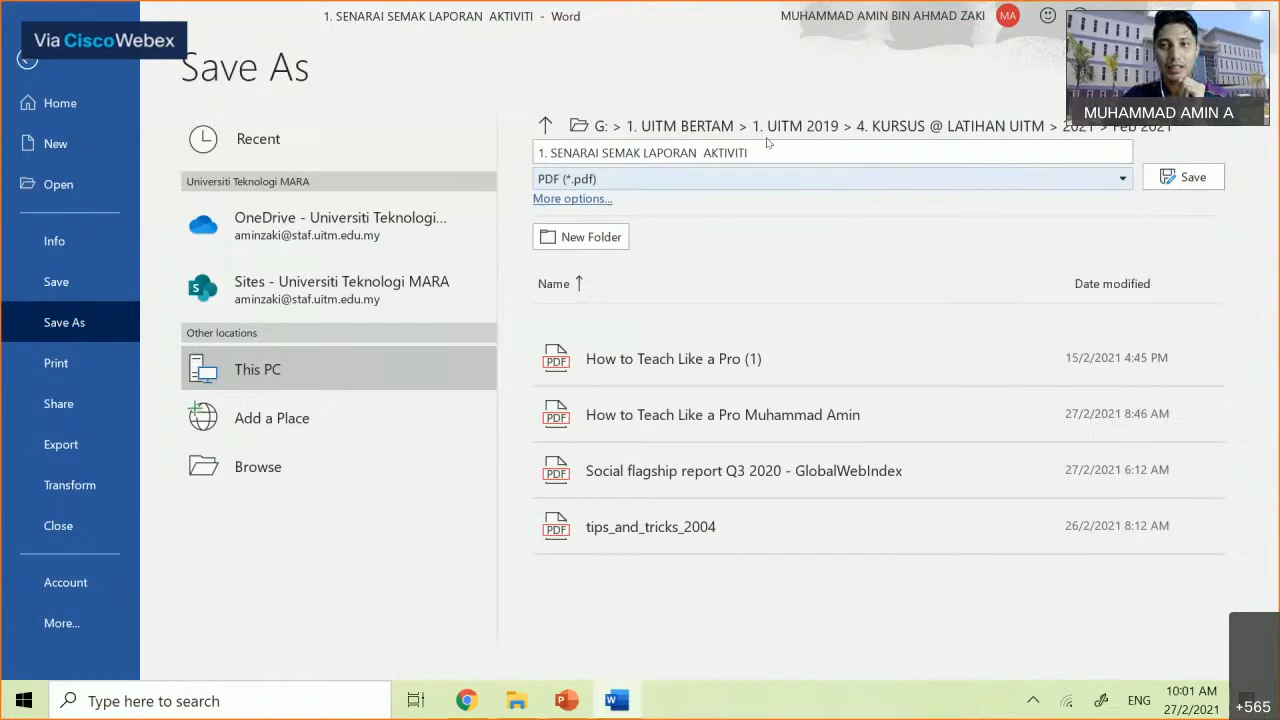 1. SENARAI SEMAK LAPORAN  AKTIVITI  -  Word
MUHAMMAD AMIN BIN AHMAD ZAKI
MA
Via Cisco Webex
Save As
Home
New
Open
Info
Save
Save As
Print
Share
Export
Transform
Close
Account
More...
Recent
Universiti Teknologi MARA
OneDrive - Universiti Teknologi...
aminzaki@staf.uitm.edu.my
S
Sites - Universiti Teknologi MARA
aminzaki@staf.uitm.edu.my
Other locations
This PC
Add a Place
Browse
MUHAMMAD AMIN A
G: > 1. UITM BERTAM > 1. UITM 2019 > 4. KURSUS @ LATIHAN UITM > 2021 > Feb 2021
1. SENARAI SEMAK LAPORAN  AKTIVITI
PDF (*.pdf)
Save
More options...
New Folder
Name
Date modified
PDF
How to Teach Like a Pro (1)
15/2/2021 4:45 PM
PDF
How to Teach Like a Pro Muhammad Amin
27/2/2021 8:46 AM
PDF
Social flagship report Q3 2020 - GlobalWebIndex
27/2/2021 6:12 AM
PDF
tips_and_tricks_2004
26/2/2021 8:12 AM
Type here to search
ENG
10:01 AM
27/2/2021
+565